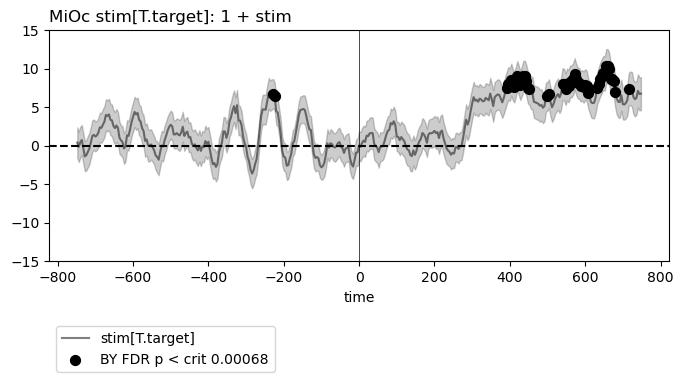 MiOc stim[T.target]: 1 + stim
15
10
5
0
−5
−10
−15
−800 −600 −400 −200 0 200 400 600 800
time
stim[T.target]
BY FDR p < crit 0.00068